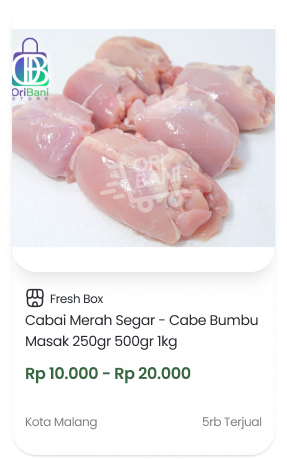 OriBani
STORE
ORI
BANI
Fresh Box
Cabai Merah Segar - Cabe Bumbu
Masak 250gr 500gr 1kg
Rp 10.000 - Rp 20.000
Kota Malang
5rb Terjual